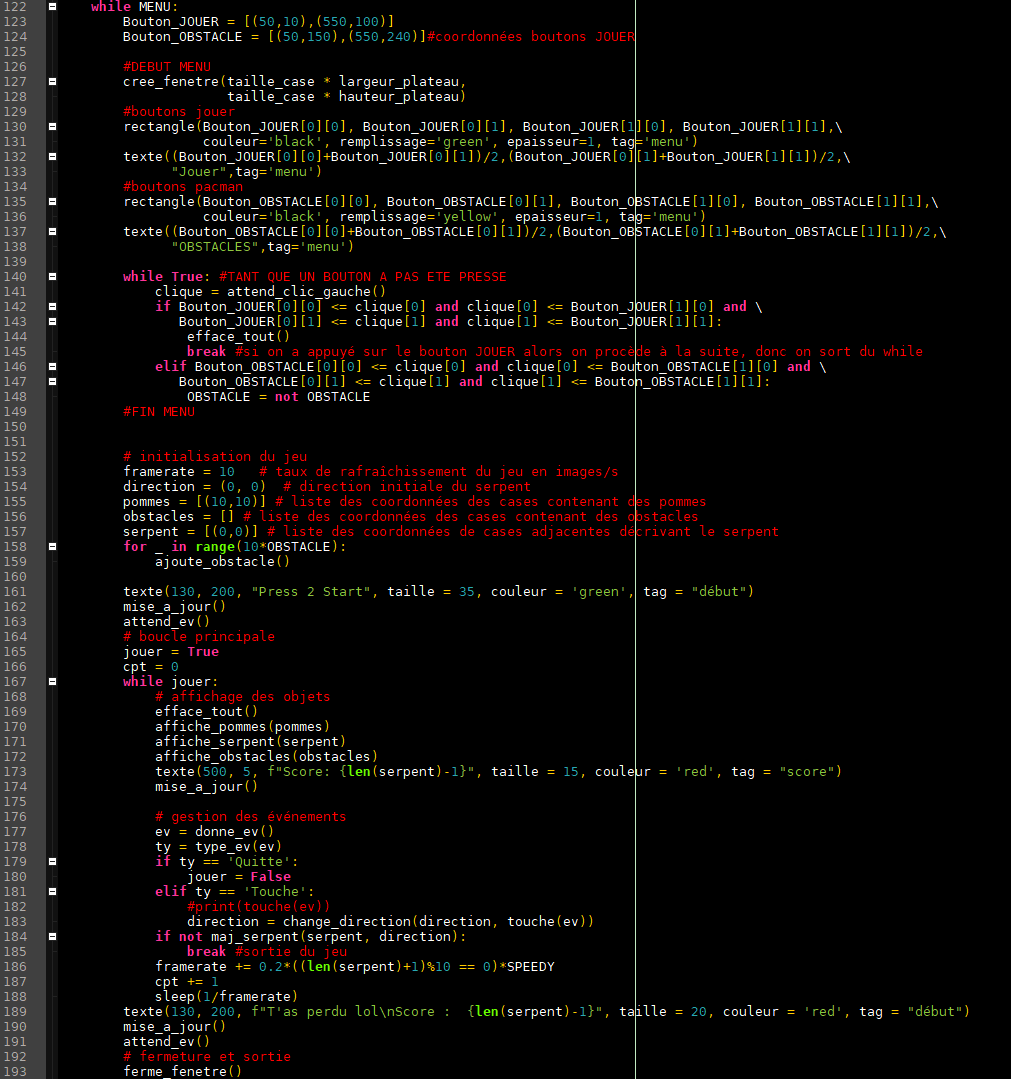 122 while MENU:
123 Bouton_JOUER = [(50,10),(550,100)]
124 Bouton_OBSTACLE = [(50,150),(550,240)]#coordonnées boutons JOUER
125
126 #DEBUT MENU
127 cree_fenetre(taille_case * largeur_plateau,
128 taille_case * hauteur_plateau)
129 #boutons jouer
130 rectangle(Bouton_JOUER[0][0], Bouton_JOUER[0][1], Bouton_JOUER[1][0], Bouton_JOUER[1][1],\
131 couleur='black', remplissage='green', epaisseur=1, tag='menu')
132 texte((Bouton_JOUER[0][0]+Bouton_JOUER[0][1])/2,(Bouton_JOUER[0][1]+Bouton_JOUER[1][1])/2,\
133 "Jouer",tag='menu')
134 #boutons pacman
135 rectangle(Bouton_OBSTACLE[0][0], Bouton_OBSTACLE[0][1], Bouton_OBSTACLE[1][0], Bouton_OBSTACLE[1][1],\
136 couleur='black', remplissage='yellow', epaisseur=1, tag='menu')
137 texte((Bouton_OBSTACLE[0][0]+Bouton_OBSTACLE[0][1])/2,(Bouton_OBSTACLE[0][1]+Bouton_OBSTACLE[1][1])/2,\
138 "OBSTACLES",tag='menu')
139
140 while True: #TANT QUE UN BOUTON A PAS ETE PRESSE
141 clique = attend_clic_gauche()
142 if Bouton_JOUER[0][0] <= clique[0] and clique[0] <= Bouton_JOUER[1][0] and \
143 Bouton_JOUER[0][1] <= clique[1] and clique[1] <= Bouton_JOUER[1][1]:
144 efface_tout()
145 break #si on a appuyé sur le bouton JOUER alors on procède à la suite, donc on sort du while
146 elif Bouton_OBSTACLE[0][0] <= clique[0] and clique[0] <= Bouton_OBSTACLE[1][0] and \
147 Bouton_OBSTACLE[0][1] <= clique[1] and clique[1] <= Bouton_OBSTACLE[1][1]:
148 OBSTACLE = not OBSTACLE
149 #FIN MENU
150
151
152 # initialisation du jeu
153 framerate = 10 # taux de rafraîchissement du jeu en images/s
154 direction = (0, 0) # direction initiale du serpent
155 pommes = [(10,10)] # liste des coordonnées des cases contenant des pommes
156 obstacles = [] # liste des coordonnées des cases contenant des obstacles
157 serpent = [(0,0)] # liste des coordonnées de cases adjacentes décrivant le serpent
158 for _ in range(10*OBSTACLE):
159 ajoute_obstacle()
160
161 texte(130, 200, "Press 2 Start", taille = 35, couleur = 'green', tag = "début")
162 mise_a_jour()
163 attend_ev()
164 # boucle principale
165 jouer = True
166 cpt = 0
167 while jouer:
168 # affichage des objets
169 efface_tout()
170 affiche_pommes(pommes)
171 affiche_serpent(serpent)
172 affiche_obstacles(obstacles)
173 texte(500, 5, f"Score: {len(serpent)-1}", taille = 15, couleur = 'red', tag = "score")
174 mise_a_jour()
175
176 # gestion des événements
177 ev = donne_ev()
178 ty = type_ev(ev)
179 if ty == 'Quitte':
180 jouer = False
181 elif ty == 'Touche':
182 #print(touche(ev))
183 direction = change_direction(direction, touche(ev))
184 if not maj_serpent(serpent, direction):
185 break #sortie du jeu
186 framerate += 0.2*((len(serpent)+1)%10 == 0)*SPEEDY
187 cpt += 1
188 sleep(1/framerate)
189 texte(130, 200, f"T'as perdu lol\nScore :  {len(serpent)-1}", taille = 20, couleur = 'red', tag = "début")
190 mise_a_jour()
191 attend_ev()
192 # fermeture et sortie
193 ferme_fenetre()